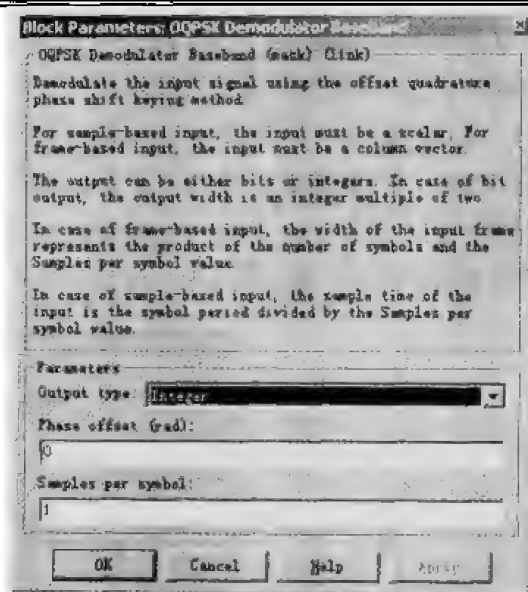 Block Parameters: OQPSK Demodulator Baseband
OQPSK Demodulator Baseband (mask) (link)
Demodulate the input signal using the offset quadrature
phase shift keying method
For sample-based input, the input must be a scalar. For
frame-based input, the input must be a column vector.
The output can be either bits or integers. In case of bit
output, the output width is an integer multiple of two
In case of frame-based input, the width of the input frame
represents the product of the number of symbols and the
Samples per symbol value
In case of sample-based input, the sample time of the
input is the symbol period divided by the Samples per
symbol value.
Parameters
Output type: Integer
Phase offset (rad):
0
Samples per symbol:
1
OK Cancel Help Apply